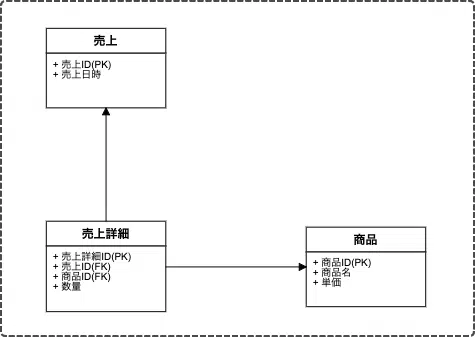 売上
+ 売上ID(PK)
+ 売上日時
売上詳細
+ 売上詳細ID(PK)
+ 売上ID(FK)
+ 商品ID(FK)
+ 数量
商品
+ 商品ID(PK)
+ 商品名
+ 単価